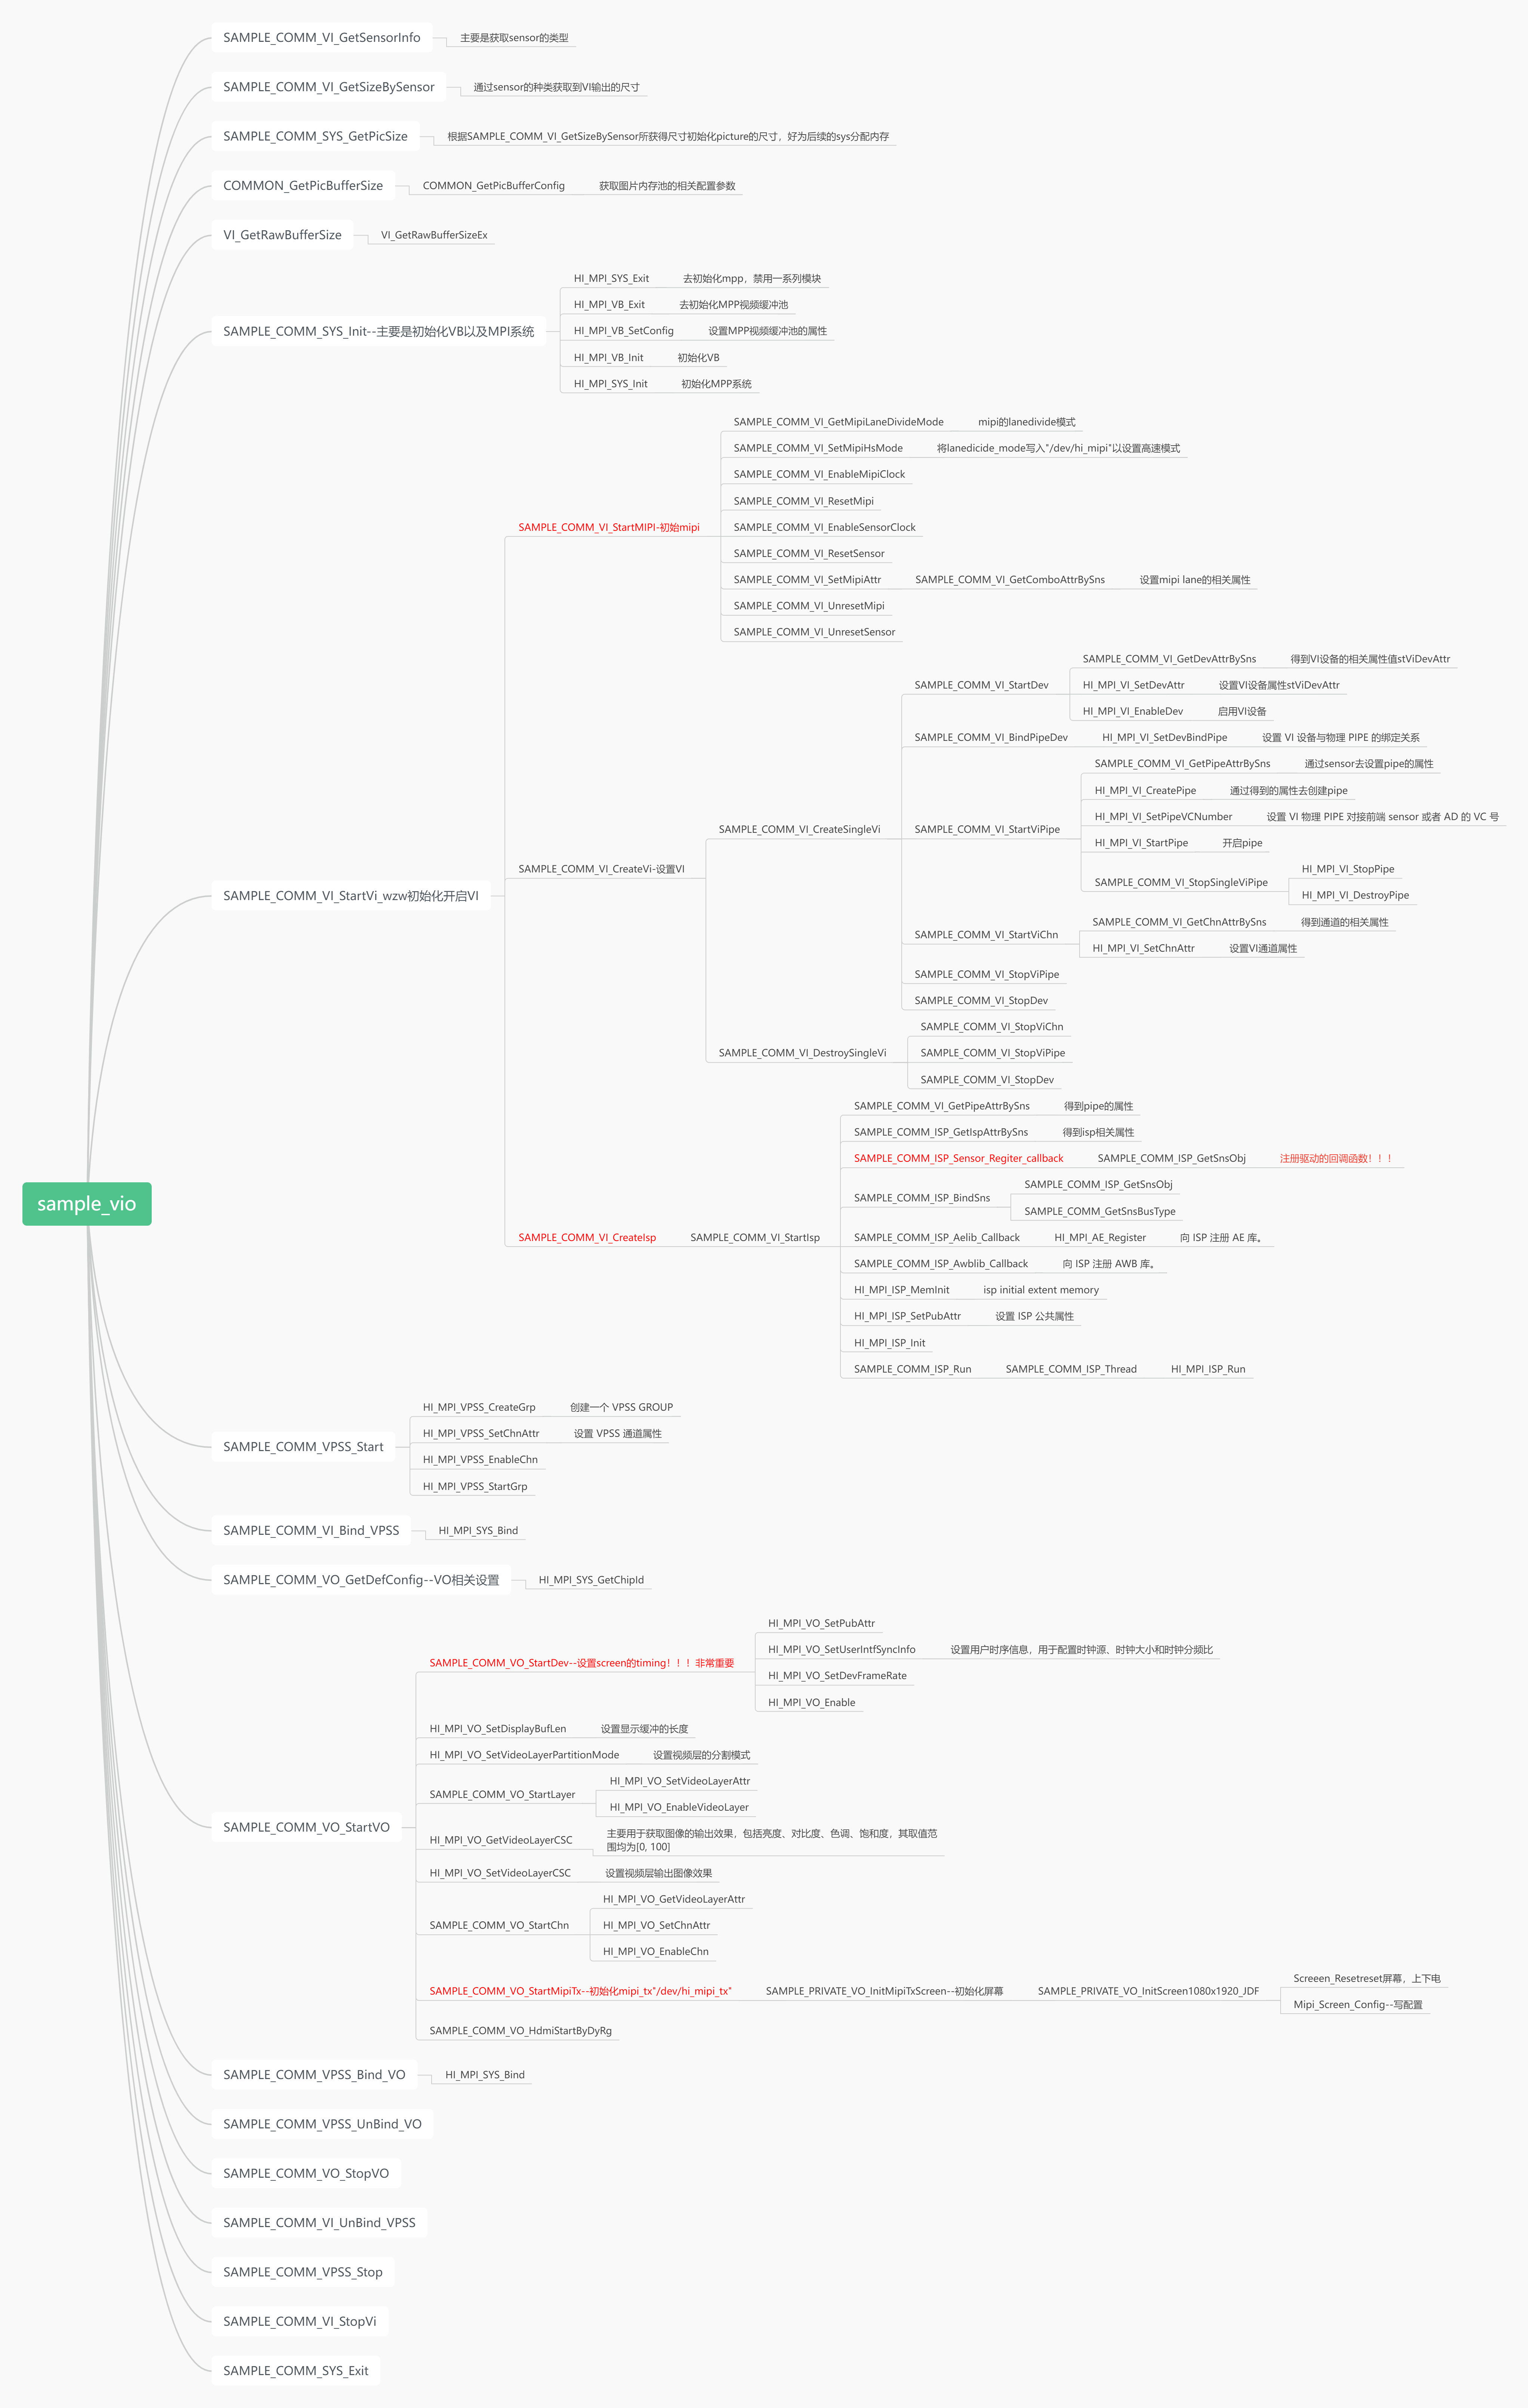 sample_vio
SAMPLE_COMM_VI_GetSensorInfo
主要是获取sensor的类型
SAMPLE_COMM_VI_GetSizeBySensor
通过sensor的种类获取到VI输出的尺寸
SAMPLE_COMM_SYS_GetPicSize
根据SAMPLE_COMM_VI_GetSizeBySensor所获得尺寸初始化picture的尺寸，好为后续的sys分配内存
COMMON_GetPicBufferSize
COMMON_GetPicBufferConfig
获取图片内存池的相关配置参数
VI_GetRawBufferSize
VI_GetRawBufferSizeEx
SAMPLE_COMM_SYS_Init--主要是初始化VB以及MPI系统
HI_MPI_SYS_Exit
去初始化mpp，禁用一系列模块
HI_MPI_VB_Exit
去初始化MPP视频缓冲池
HI_MPI_VB_SetConfig
设置MPP视频缓冲池的属性
HI_MPI_VB_Init
初始化VB
HI_MPI_SYS_Init
初始化MPP系统
SAMPLE_COMM_VI_StartVi_wzw初始化开启VI
SAMPLE_COMM_VI_StartMIPI-初始mipi
SAMPLE_COMM_VI_GetMipiLaneDivideMode
mipi的lanedivide模式
SAMPLE_COMM_VI_SetMipiHsMode
将lanedicide_mode写入"/dev/hi_mipi"以设置高速模式
SAMPLE_COMM_VI_EnableMipiClock
SAMPLE_COMM_VI_ResetMipi
SAMPLE_COMM_VI_EnableSensorClock
SAMPLE_COMM_VI_ResetSensor
SAMPLE_COMM_VI_SetMipiAttr
SAMPLE_COMM_VI_GetComboAttrBySns
设置mipi lane的相关属性
SAMPLE_COMM_VI_UnresetMipi
SAMPLE_COMM_VI_UnresetSensor
SAMPLE_COMM_VI_CreateVi-设置VI
SAMPLE_COMM_VI_CreateSingleVi
SAMPLE_COMM_VI_StartDev
SAMPLE_COMM_VI_GetDevAttrBySns
得到VI设备的相关属性值stViDevAttr
HI_MPI_VI_SetDevAttr
设置VI设备属性stViDevAttr
HI_MPI_VI_EnableDev
启用VI设备
SAMPLE_COMM_VI_BindPipeDev
HI_MPI_VI_SetDevBindPipe
设置 VI 设备与物理 PIPE 的绑定关系
SAMPLE_COMM_VI_StartViPipe
SAMPLE_COMM_VI_GetPipeAttrBySns
通过sensor去设置pipe的属性
HI_MPI_VI_CreatePipe
通过得到的属性去创建pipe
HI_MPI_VI_SetPipeVCNumber
设置 VI 物理 PIPE 对接前端 sensor 或者 AD 的 VC 号
HI_MPI_VI_StartPipe
开启pipe
SAMPLE_COMM_VI_StopSingleViPipe
HI_MPI_VI_StopPipe
HI_MPI_VI_DestroyPipe
SAMPLE_COMM_VI_StartViChn
SAMPLE_COMM_VI_GetChnAttrBySns
得到通道的相关属性
HI_MPI_VI_SetChnAttr
设置VI通道属性
SAMPLE_COMM_VI_StopViPipe
SAMPLE_COMM_VI_StopDev
SAMPLE_COMM_VI_DestroySingleVi
SAMPLE_COMM_VI_StopViChn
SAMPLE_COMM_VI_StopViPipe
SAMPLE_COMM_VI_StopDev
SAMPLE_COMM_VI_CreateIsp
SAMPLE_COMM_VI_StartIsp
SAMPLE_COMM_VI_GetPipeAttrBySns
得到pipe的属性
SAMPLE_COMM_ISP_GetIspAttrBySns
得到isp相关属性
SAMPLE_COMM_ISP_Sensor_Regiter_callback
SAMPLE_COMM_ISP_GetSnsObj
注册驱动的回调函数！！！
SAMPLE_COMM_ISP_BindSns
SAMPLE_COMM_ISP_GetSnsObj
SAMPLE_COMM_GetSnsBusType
SAMPLE_COMM_ISP_Aelib_Callback
HI_MPI_AE_Register
向 ISP 注册 AE 库。
SAMPLE_COMM_ISP_Awblib_Callback
向 ISP 注册 AWB 库。
HI_MPI_ISP_MemInit
isp initial extent memory
HI_MPI_ISP_SetPubAttr
设置 ISP 公共属性
HI_MPI_ISP_Init
SAMPLE_COMM_ISP_Run
SAMPLE_COMM_ISP_Thread
HI_MPI_ISP_Run
SAMPLE_COMM_VPSS_Start
HI_MPI_VPSS_CreateGrp
创建一个 VPSS GROUP
HI_MPI_VPSS_SetChnAttr
设置 VPSS 通道属性
HI_MPI_VPSS_EnableChn
HI_MPI_VPSS_StartGrp
SAMPLE_COMM_VI_Bind_VPSS
HI_MPI_SYS_Bind
SAMPLE_COMM_VO_GetDefConfig--VO相关设置
HI_MPI_SYS_GetChipId
SAMPLE_COMM_VO_StartVO
SAMPLE_COMM_VO_StartDev--设置screen的timing！！！非常重要
HI_MPI_VO_SetPubAttr
HI_MPI_VO_SetUserIntfSyncInfo
设置用户时序信息，用于配置时钟源、时钟大小和时钟分频比
HI_MPI_VO_SetDevFrameRate
HI_MPI_VO_Enable
HI_MPI_VO_SetDisplayBufLen
设置显示缓冲的长度
HI_MPI_VO_SetVideoLayerPartitionMode
设置视频层的分割模式
SAMPLE_COMM_VO_StartLayer
HI_MPI_VO_SetVideoLayerAttr
HI_MPI_VO_EnableVideoLayer
HI_MPI_VO_GetVideoLayerCSC
主要用于获取图像的输出效果，包括亮度、对比度、色调、饱和度，其取值范
围均为[0, 100]
HI_MPI_VO_SetVideoLayerCSC
设置视频层输出图像效果
SAMPLE_COMM_VO_StartChn
HI_MPI_VO_GetVideoLayerAttr
HI_MPI_VO_SetChnAttr
HI_MPI_VO_EnableChn
SAMPLE_COMM_VO_StartMipiTx--初始化mipi_tx"/dev/hi_mipi_tx"
SAMPLE_PRIVATE_VO_InitMipiTxScreen--初始化屏幕
SAMPLE_PRIVATE_VO_InitScreen1080x1920_JDF
Screeen_Resetreset屏幕，上下电
Mipi_Screen_Config--写配置
SAMPLE_COMM_VO_HdmiStartByDyRg
SAMPLE_COMM_VPSS_Bind_VO
HI_MPI_SYS_Bind
SAMPLE_COMM_VPSS_UnBind_VO
SAMPLE_COMM_VO_StopVO
SAMPLE_COMM_VI_UnBind_VPSS
SAMPLE_COMM_VPSS_Stop
SAMPLE_COMM_VI_StopVi
SAMPLE_COMM_SYS_Exit